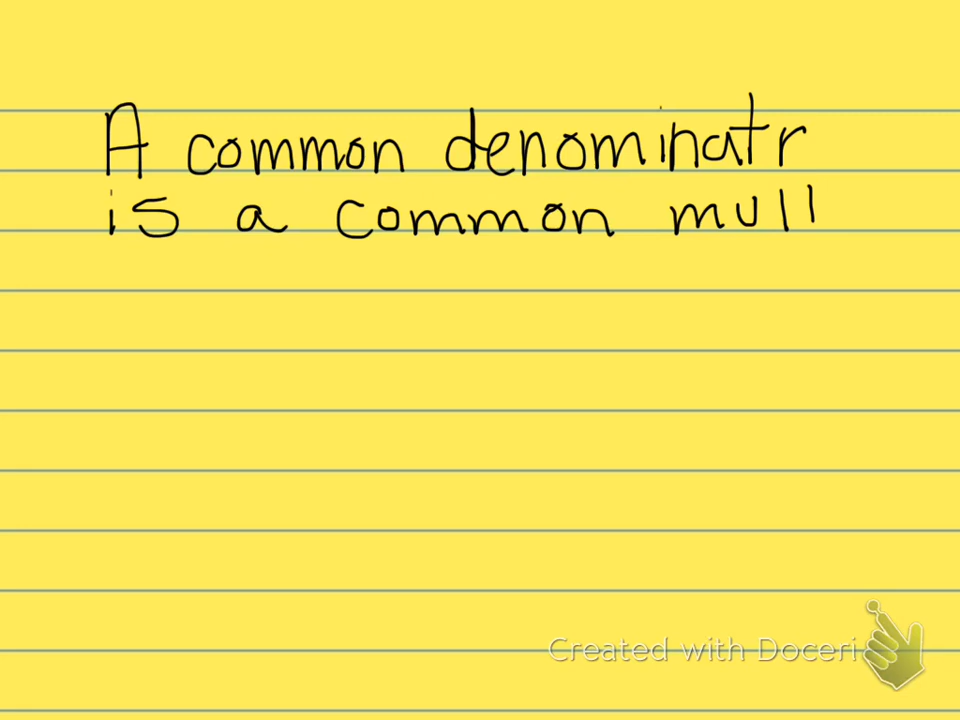 A common denominatr
is a common mull
Created with Doceri